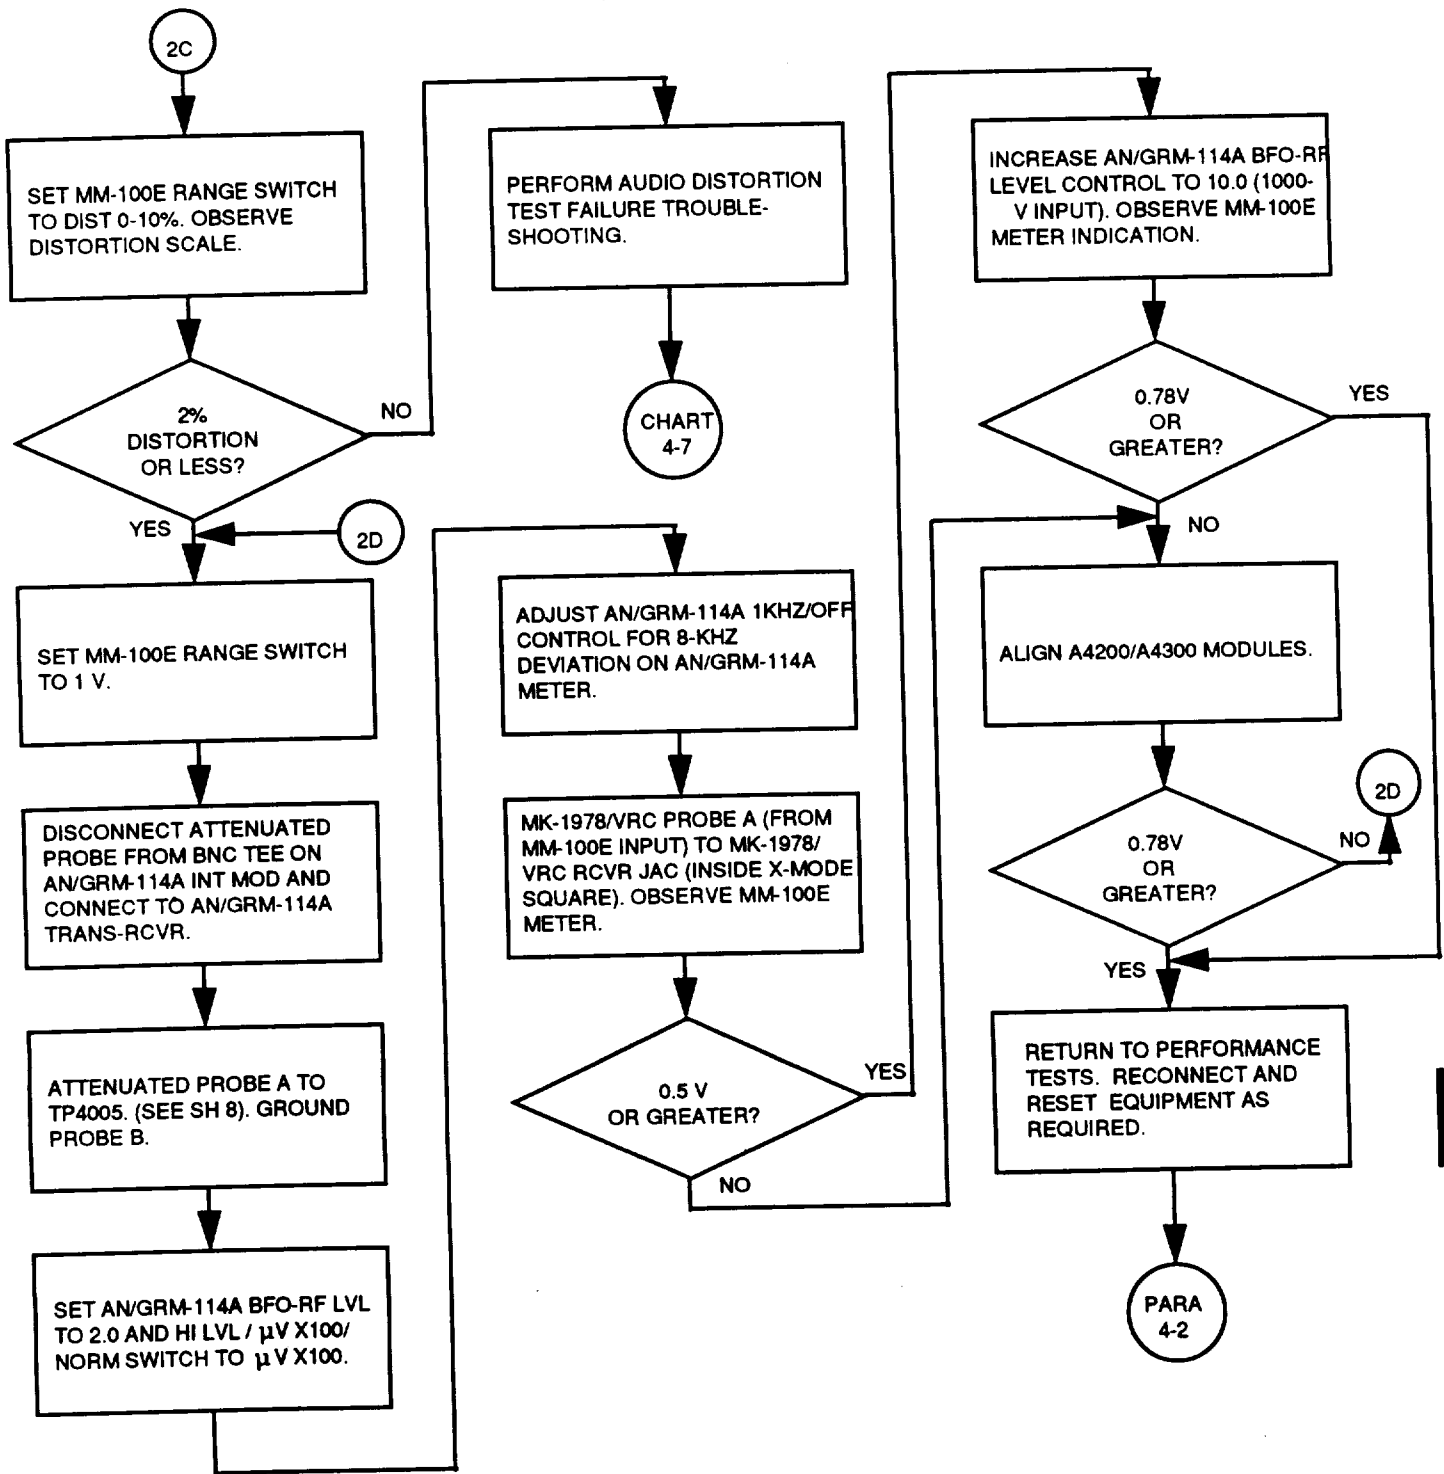 2C
SET MM-100E RANGE SWITCH
TO DIST 0-10%. OBSERVE
DISTORTION SCALE.
2%
DISTORTION
OR LESS?
NO
YES
2D
SET MM-100E RANGE SWITCH
TO 1 V.
DISCONNECT ATTENUATED
PROBE FROM BNC TEE ON
AN/GRM-114A INT MOD AND
CONNECT TO AN/GRM-114A
TRANS-RCVR.
ATTENUATED PROBE A TO
TP4005. (SEE SH 8). GROUND
PROBE B.
SET AN/GRM-114A BFO-RF LVL
TO 2.0 AND HI LVL / µV X100/
NORM SWITCH TO µV X100.
PERFORM AUDIO DISTORTION
TEST FAILURE TROUBLE-
SHOOTING.
CHART
4-7
ADJUST AN/GRM-114A 1KHZ/OFF
CONTROL FOR 8-KHZ
DEVIATION ON AN/GRM-114A
METER.
MK-1978/VRC PROBE A (FROM
MM-100E INPUT) TO MK-1978/
VRC RCVR JAC (INSIDE X-MODE
SQUARE). OBSERVE MM-100E
METER.
0.5 V
OR GREATER?
YES
NO
INCREASE AN/GRM-114A BFO-RF
LEVEL CONTROL TO 10.0 (1000-
V INPUT). OBSERVE MM-100E
METER INDICATION.
0.78V
OR
GREATER?
YES
NO
ALIGN A4200/A4300 MODULES.
0.78V
OR
GREATER?
NO
2D
YES
RETURN TO PERFORMANCE
TESTS. RECONNECT AND
RESET EQUIPMENT AS
REQUIRED.
PARA
4-2